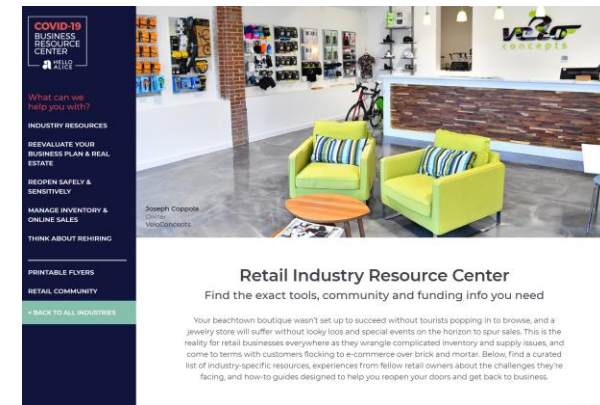 COVID-19
BUSINESS
RESOURCE
CENTER
HELLO
ALICE
What can we
help you with?
INDUSTRY RESOURCES
REEVALUATE YOUR
BUSINESS PLAN & REAL
ESTATE
REOPEN SAFELY &
SENSITIVELY
MANAGE INVENTORY &
ONLINE SALES
THINK ABOUT REHIRING
PRINTABLE FLYERS
RETAIL COMMUNITY
< BACK TO ALL INDUSTRIES
velo
concepts
Joseph Coppola
Owner
VeloConcepts
Retail Industry Resource Center
Find the exact tools, community and funding info you need
Your beachtown boutique wasn't set up to succeed without tourists popping in to browse, and a
jewelry store will suffer without looky loos and special events on the horizon to spur sales. This is the
reality for retail businesses everywhere as they wrangle complicated inventory and supply issues, and
come to terms with customers flocking to e-commerce over brick and mortar. Below, find a curated
list of industry-specific resources, experiences from fellow retail owners about the challenges they're
facing, and how-to guides designed to help you reopen your doors and get back to business.